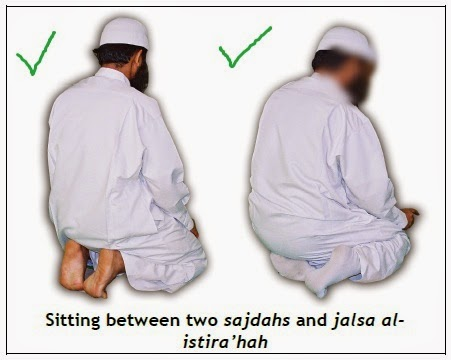 Sitting between two sajdahs and jalsa al-
istira’hah